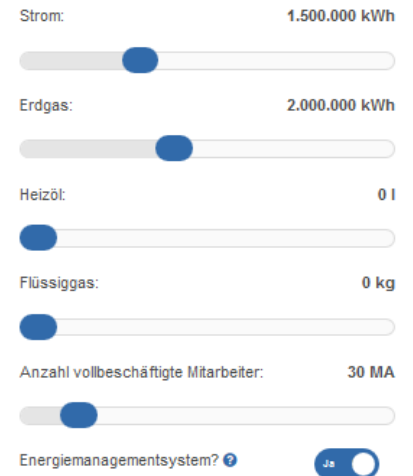 Strom: 1.500.000 kWh
Erdgas: 2.000.000 kWh
Heizöl: 0 l
Flüssiggas: 0 kg
Anzahl vollbeschäftigte Mitarbeiter: 30 MA
Energiemanagementsystem? ? Ja